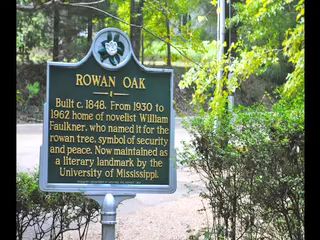 ROWAN OAK
Built c. 1848. From 1930 to
1962 home of novelist William
Faulkner, who named it for the
rowan tree, symbol of security
and peace. Now maintained as
a literary landmark by the
University of Mississippi.